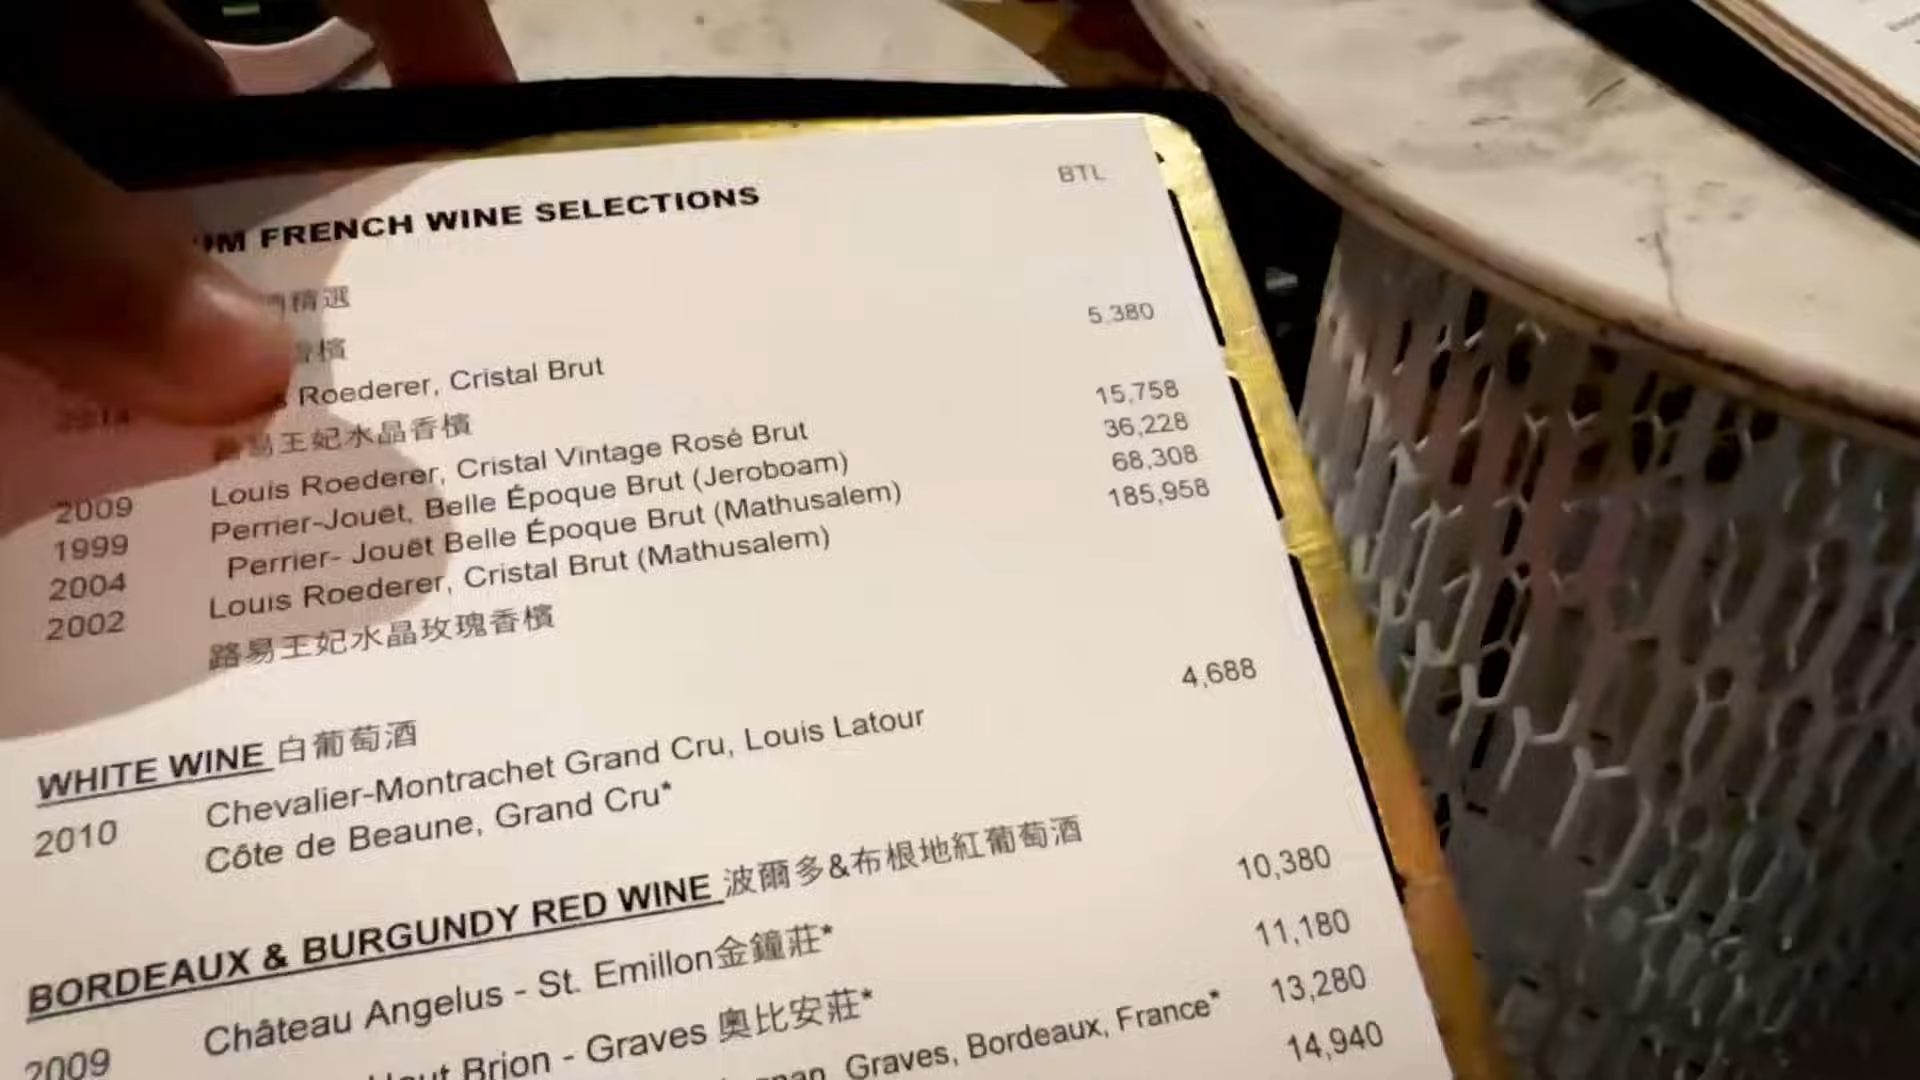 FRENCH WINE SELECTIONS
BTL
精選
檳
5,380
Roederer, Cristal Brut
易王妃水晶香檳
2009 Louis Roederer, Cristal Vintage Rosé Brut 15,758
1999 Perrier-Jouët, Belle Époque Brut (Jeroboam) 36,228
2004 Perrier- Jouët Belle Époque Brut (Mathusalem) 68,308
2002 Louis Roederer, Cristal Brut (Mathusalem) 185,958
路易王妃水晶玫瑰香檳
WHITE WINE 白葡萄酒
2010 Chevalier-Montrachet Grand Cru, Louis Latour 4,688
Côte de Beaune, Grand Cru*
BORDEAUX & BURGUNDY RED WINE 波爾多&布根地紅葡萄酒
2009 Château Angelus - St. Emillon金鐘莊* 10,380
Brion - Graves 奧比安莊* 11,180
Graves, Bordeaux, France* 13,280
14,940